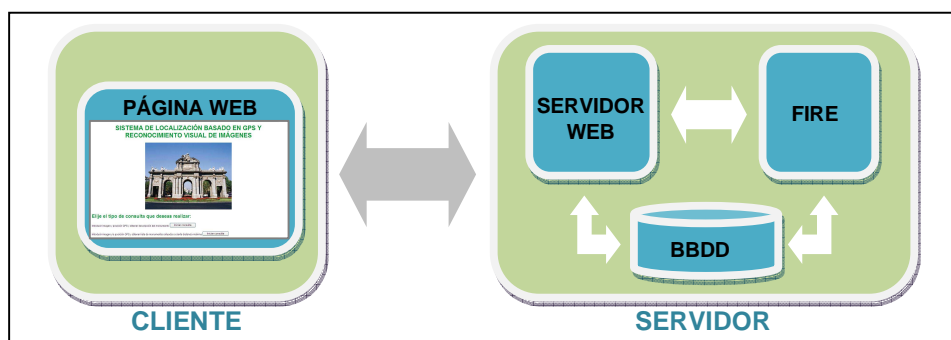 PÁGINA WEB
SISTEMA DE LOCALIZACIÓN BASADO EN GPS Y
RECONOCIMIENTO VISUAL DE IMÁGENES
Elije el tipo de consulta que deseas realizar:
CLIENTE
SERVIDOR
WEB
FIRE
BBDD
SERVIDOR